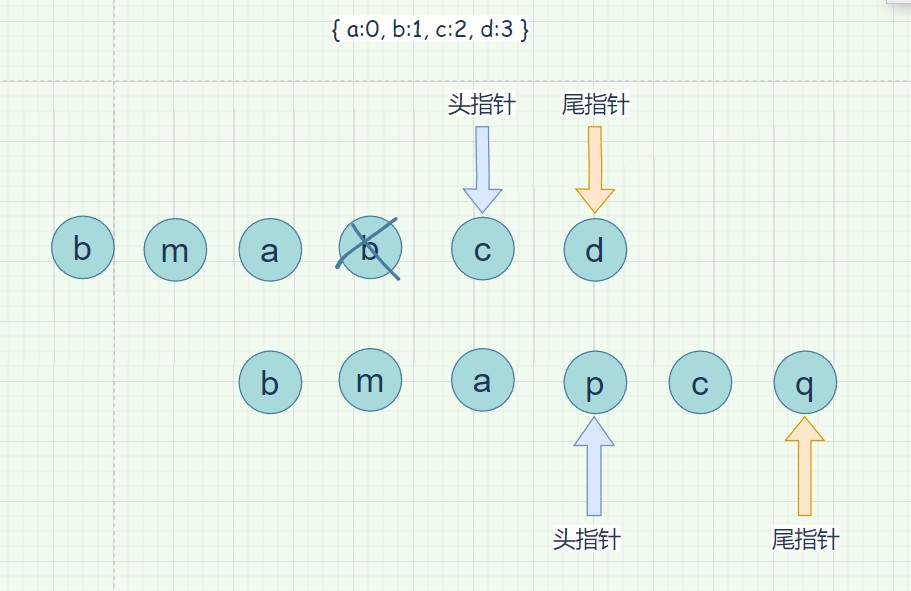 { a:0, b:1, c:2, d:3 }
头指针 尾指针
b m a b c d
b m a p c q
头指针 尾指针